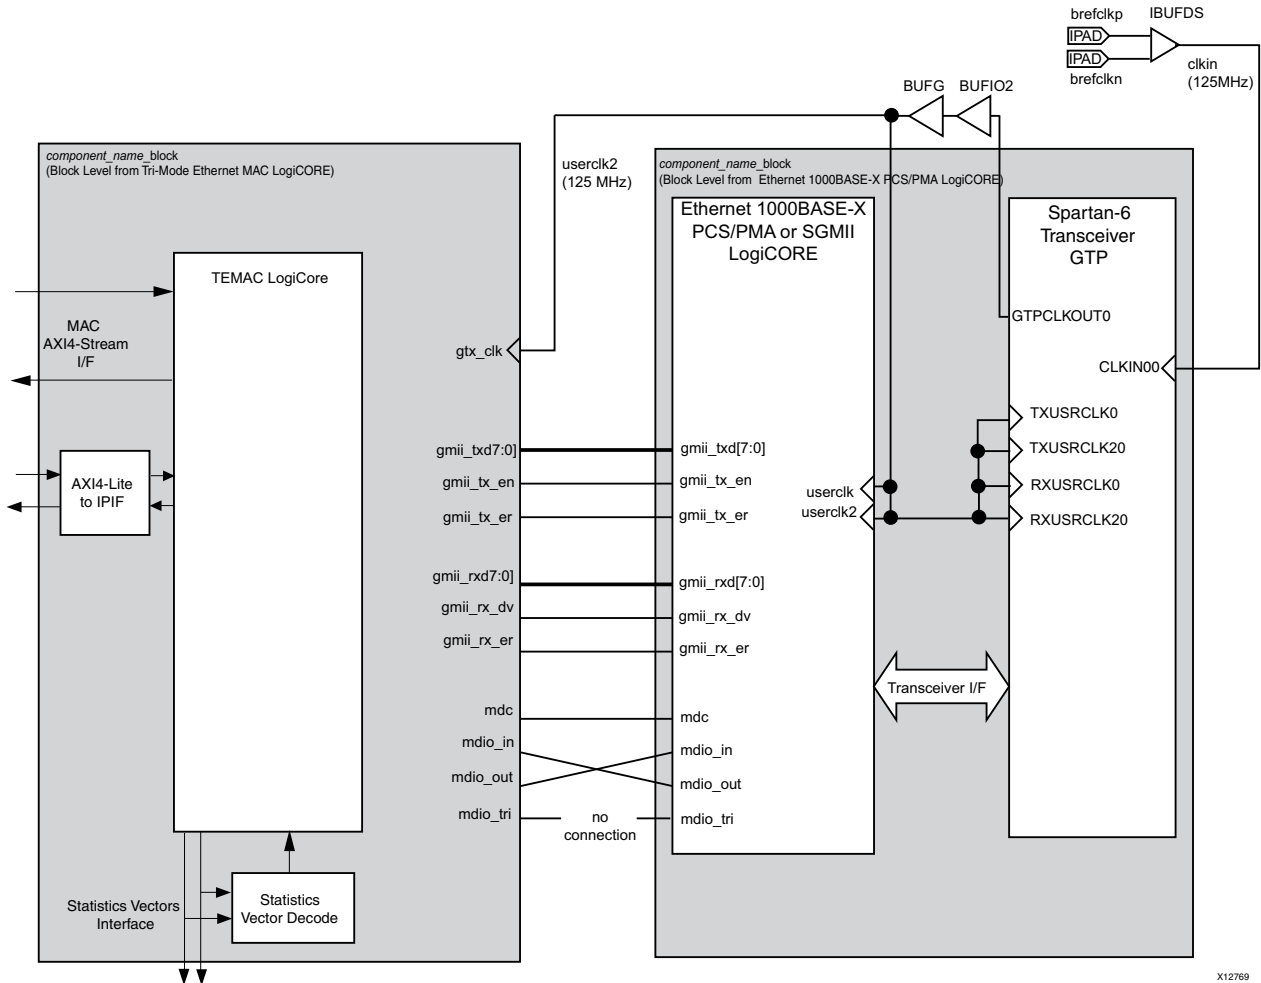 brefclkp
IBUFDS
IPAD
IPAD
brefclkn
clkin
(125MHz)
BUFG
BUFIO2
component_name_block
(Block Level from Tri-Mode Ethernet MAC LogiCORE)
userclk2
(125 MHz)
component_name_block
(Block Level from Ethernet 1000BASE-X PCS/PMA LogiCORE)
Ethernet 1000BASE-X
PCS/PMA or SGMII
LogiCORE
Spartan-6
Transceiver
GTP
TEMAC LogiCore
MAC
AXI4-Stream
I/F
gtx_clk
GTPCLKOUT0
CLKIN00
TXUSRCLK0
TXUSRCLK20
RXUSRCLK0
RXUSRCLK20
AXI4-Lite
to IPIF
gmii_txd7:0]
gmii_tx_en
gmii_tx_er
gmii_rxd7:0]
gmii_rx_dv
gmii_rx_er
mdc
mdio_in
mdio_out
mdio_tri
no
connection
gmii_txd[7:0]
gmii_tx_en
gmii_tx_er
gmii_rxd[7:0]
gmii_rx_dv
gmii_rx_er
mdc
mdio_in
mdio_out
mdio_tri
userclk
userclk2
Transceiver I/F
Statistics Vectors
Interface
Statistics
Vector Decode
X12769